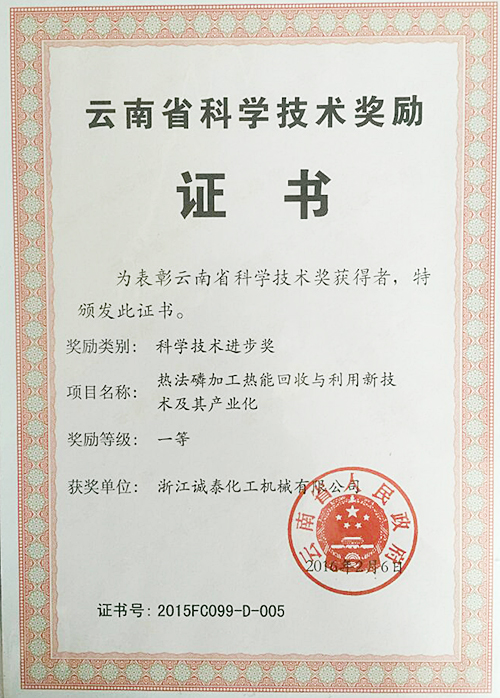 云南省科学技术奖励
证 书
为表彰云南省科学技术奖获得者，特
颁发此证书。
奖励类别： 科学技术进步奖
项目名称： 热法磷加工热能回收与利用新技
术及其产业化
奖励等级： 一等
获奖单位： 浙江诚泰化工机械有限公司
云南省人民政府
2016年2月6日
证书号：2015FC099-D-005